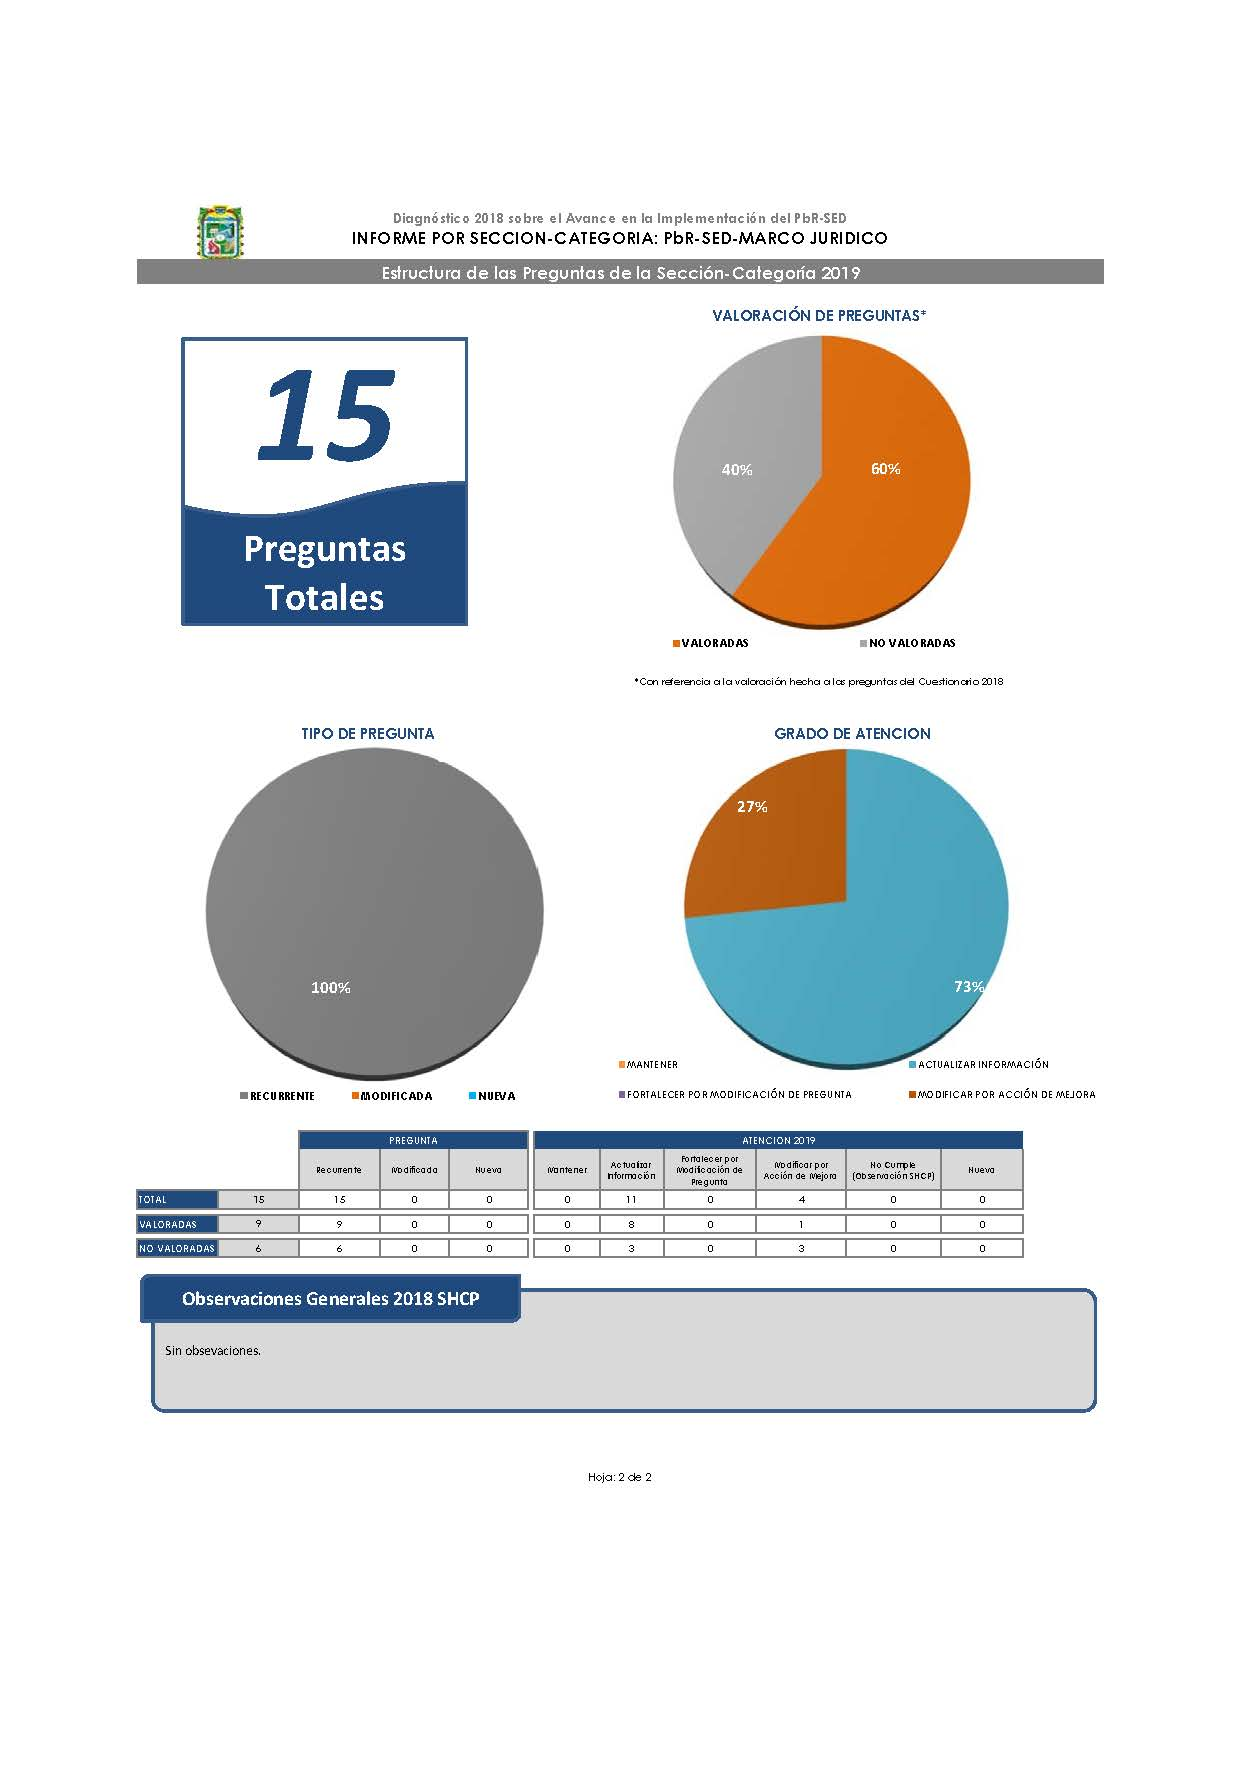 Diagnóstico 2018 sobre el Avance en la Implementación del PbR-SED
INFORME POR SECCION-CATEGORIA: PbR-SED-MARCO JURIDICO
Estructura de las Preguntas de la Sección-Categoría 2019
15
Preguntas
Totales
VALORACIÓN DE PREGUNTAS*
40%
60%
VALORADAS NO VALORADAS
*Con referencia a la valoración hecha a las preguntas del Cuestionario 2018
TIPO DE PREGUNTA
100%
RECURRENTE MODIFICADA NUEVA
GRADO DE ATENCION
27%
73%
MANTENER ACTUALIZAR INFORMACIÓN
FORTALECER POR MODIFICACIÓN DE PREGUNTA MODIFICAR POR ACCIÓN DE MEJORA
PREGUNTA ATENCION 2019
Recurrente Modificada Nueva Mantener Actualizar Información Fortalecer por Modificación de Pregunta Modificar por Acción de Mejora No Cumple (Observación SHCP) Nueva
TOTAL 15 15 0 0 0 11 0 4 0 0
VALORADAS 9 9 0 0 0 8 0 1 0 0
NO VALORADAS 6 6 0 0 0 3 0 3 0 0
Observaciones Generales 2018 SHCP
Sin obsevaciones.
Hoja: 2 de 2